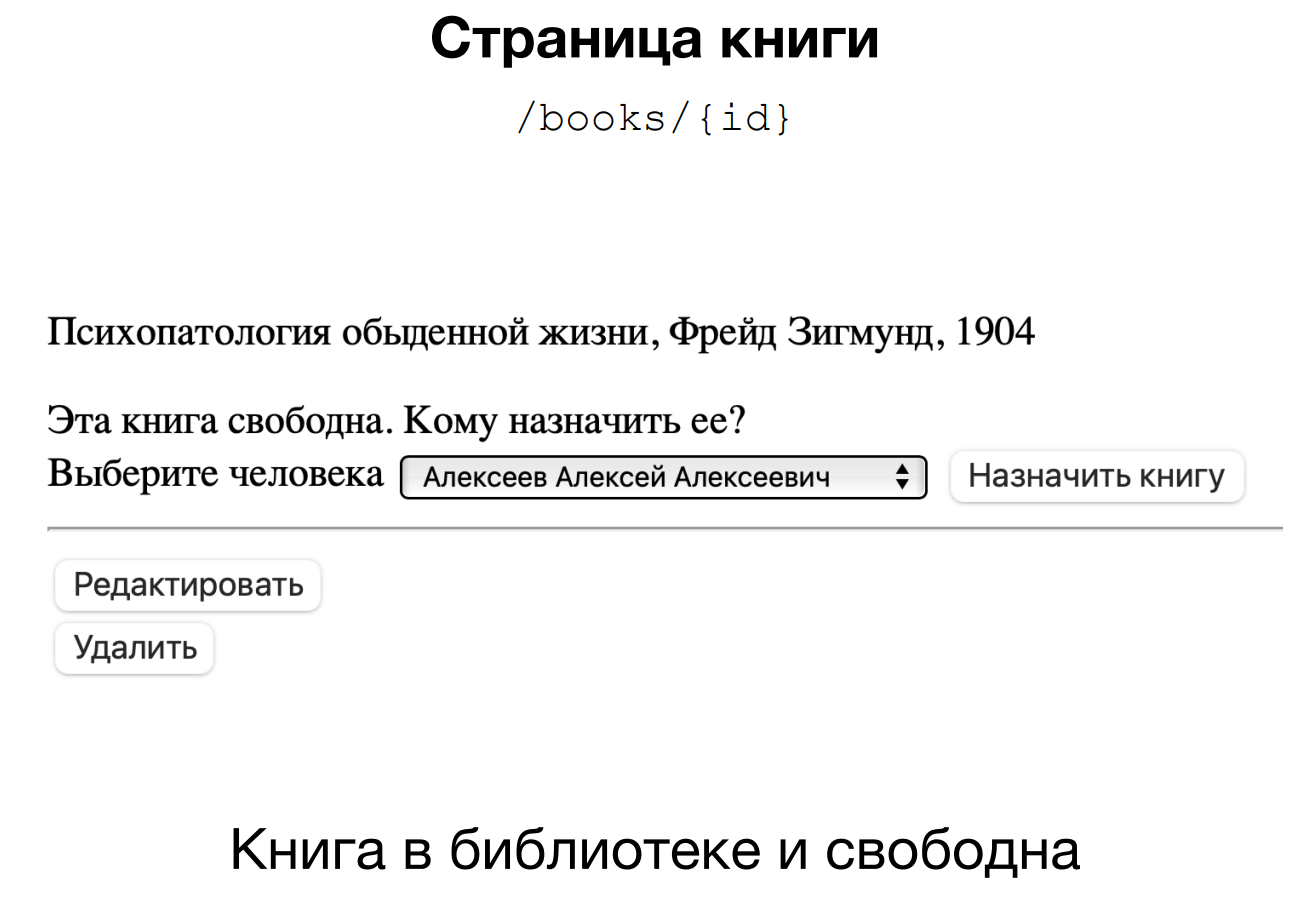 Страница книги
/books/{id}
Психопатология обыденной жизни, Фрейд Зигмунд, 1904
Эта книга свободна. Кому назначить ее?
Выберите человека Алексеев Алексей Алексеевич Назначить книгу
Редактировать
Удалить
Книга в библиотеке и свободна